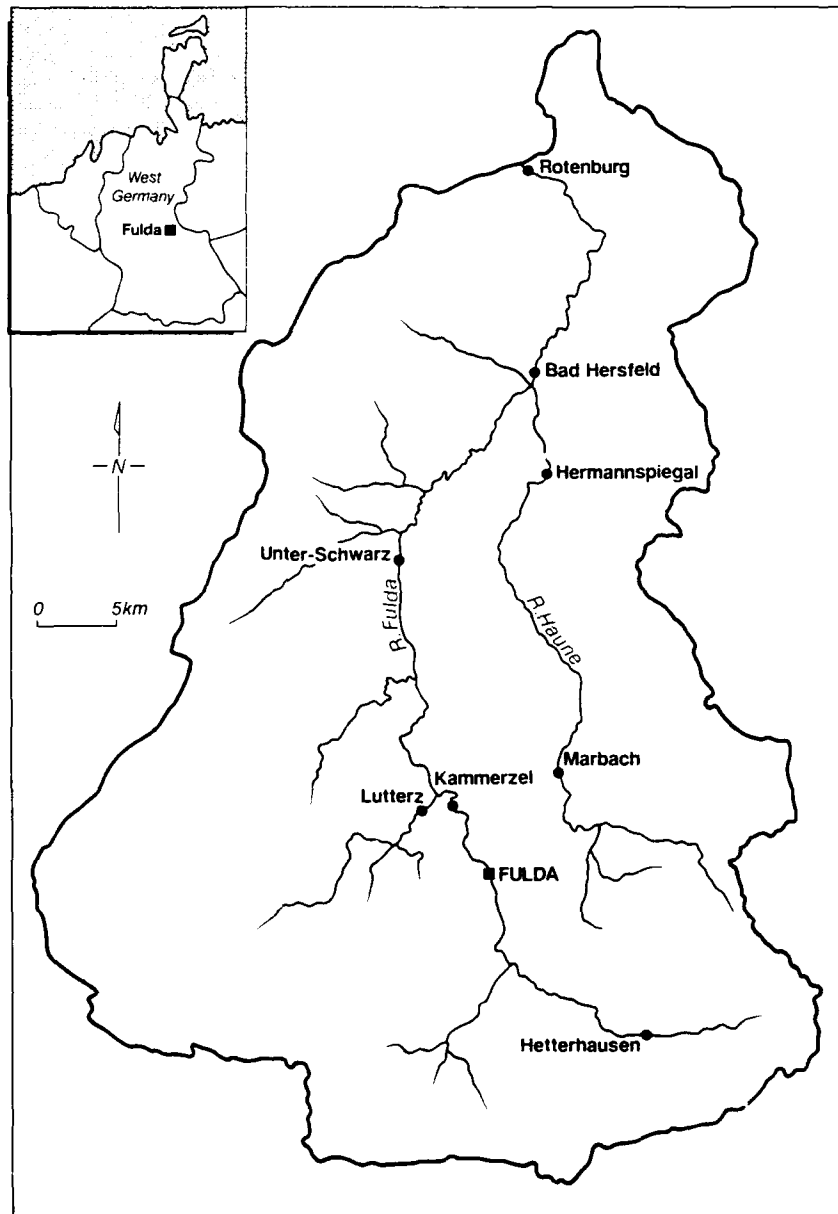 West
Germany
Fulda
Rotenburg
Bad Hersfeld
N
Hermannspiegal
Unter-Schwarz
0 5km
R. Fulda
R. Haune
Marbach
Kammerzel
Lutterz
FULDA
Hetterhausen